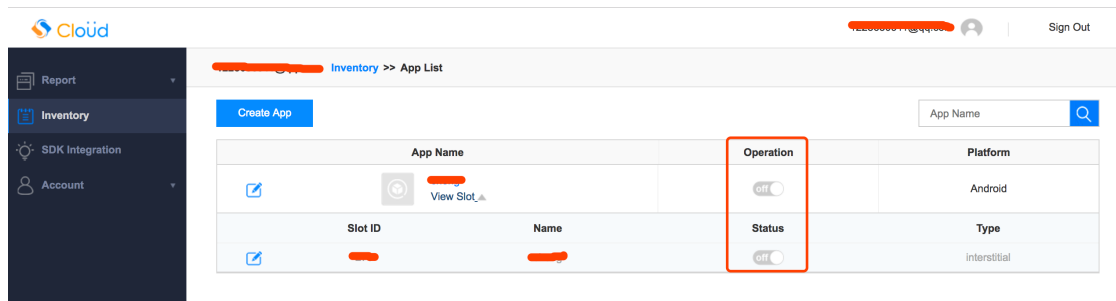 Cloüd
Sign Out
Report
Inventory
SDK Integration
Account
Inventory >> App List
Create App
App Name
App Name Operation Platform
View Slot
off
Android
Slot ID Name Status Type
off
interstitial